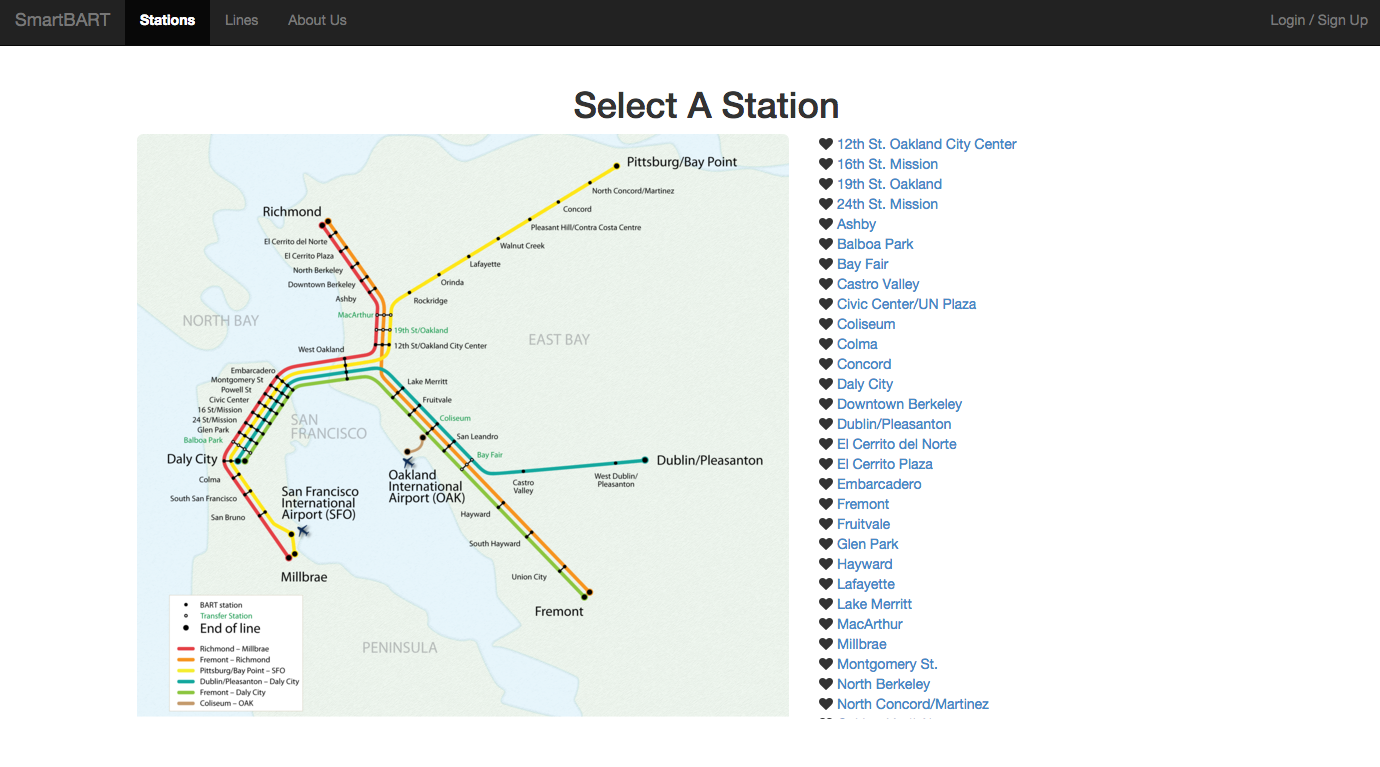 SmartBART
Stations
Lines
About Us
Login / Sign Up
Select A Station
Pittsburg/Bay Point
North Concord/Martinez
Concord
Pleasant Hill/Contra Costa Centre
Walnut Creek
Lafayette
Orinda
Rockridge
Richmond
El Cerrito del Norte
El Cerrito Plaza
North Berkeley
Downtown Berkeley
Ashby
MacArthur
19th St/Oakland
12th St/Oakland City Center
NORTH BAY
EAST BAY
West Oakland
Embarcadero
Montgomery St
Powell St
Civic Center
16 St/Mission
24 St/Mission
Glen Park
Balboa Park
Daly City
Colma
South San Francisco
San Bruno
SAN
FRANCISCO
Lake Merritt
Fruitvale
Coliseum
San Leandro
Bay Fair
Oakland
International
Airport (OAK)
San Francisco
International
Airport (SFO)
Millbrae
Castro
Valley
West Dublin/
Pleasanton
Dublin/Pleasanton
Hayward
South Hayward
Union City
Fremont
PENINSULA
BART station
Transfer Station
End of line
Richmond – Millbrae
Fremont – Richmond
Pittsburg/Bay Point – SFO
Dublin/Pleasanton – Daly City
Fremont – Daly City
Coliseum – OAK
12th St. Oakland City Center
16th St. Mission
19th St. Oakland
24th St. Mission
Ashby
Balboa Park
Bay Fair
Castro Valley
Civic Center/UN Plaza
Coliseum
Colma
Concord
Daly City
Downtown Berkeley
Dublin/Pleasanton
El Cerrito del Norte
El Cerrito Plaza
Embarcadero
Fremont
Fruitvale
Glen Park
Hayward
Lafayette
Lake Merritt
MacArthur
Millbrae
Montgomery St.
North Berkeley
North Concord/Martinez